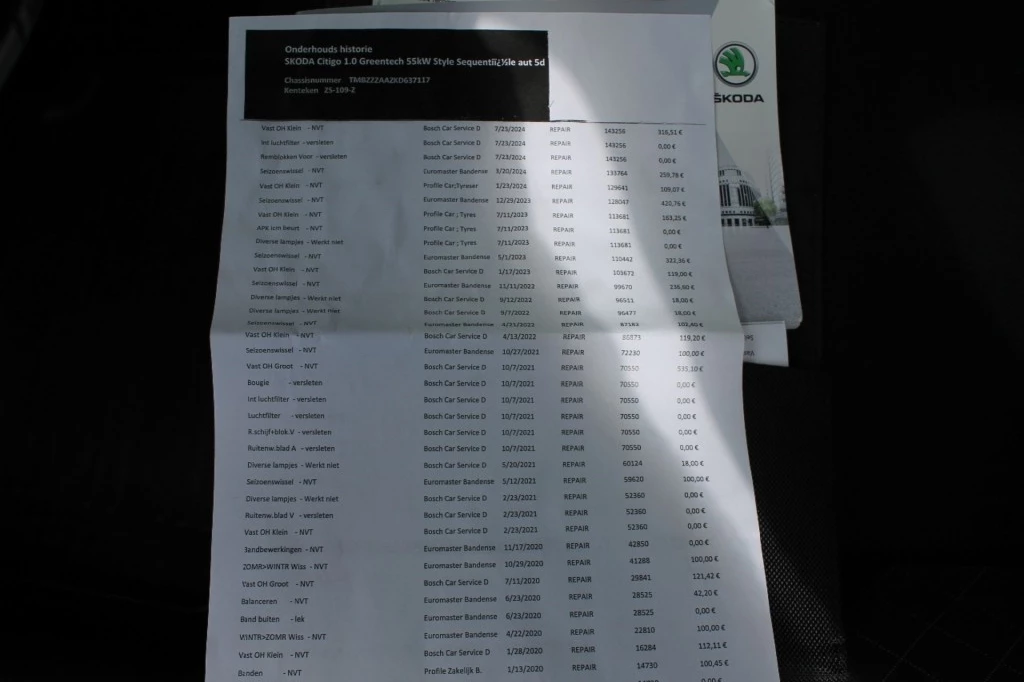 Onderhouds historie
SKODA Citigo 1.0 Greentech 55kW Style Sequentiï¿½le aut 5d
Chassisnummer TMBZZZAAZKD637117
Kenteken ZS-109-Z
ŠKODA
Vast OH Klein - NVT Bosch Car Service D 7/23/2024 REPAIR 143256 316,51 €
Int luchtfilter - versleten Bosch Car Service D 7/23/2024 REPAIR 143256 0,00 €
Remblokken Voor - versleten Bosch Car Service D 7/23/2024 REPAIR 143256 0,00 €
Seizoenswissel - NVT Euromaster Bandense 3/20/2024 REPAIR 133764 259,78 €
Vast OH Klein - NVT Profile Car;Tyreser 1/23/2024 REPAIR 129641 109,07 €
Seizoenswissel - NVT Euromaster Bandense 12/29/2023 REPAIR 128047 420,76 €
Vast OH Klein - NVT Profile Car ; Tyres 7/11/2023 REPAIR 113681 163,25 €
APK icm beurt - NVT Profile Car ; Tyres 7/11/2023 REPAIR 113681 0,00 €
Diverse lampjes - Werkt niet Profile Car ; Tyres 7/11/2023 REPAIR 113681 0,00 €
Seizoenswissel - NVT Euromaster Bandense 5/1/2023 REPAIR 110442 322,36 €
Vast OH Klein - NVT Bosch Car Service D 1/17/2023 REPAIR 103672 119,00 €
Seizoenswissel - NVT Euromaster Bandense 11/11/2022 REPAIR 99670 236,60 €
Diverse lampjes - Werkt niet Bosch Car Service D 9/12/2022 REPAIR 96511 18,00 €
Diverse lampjes - Werkt niet Bosch Car Service D 9/7/2022 REPAIR 96477 18,00 €
Seizoenswissel - NVT Euromaster Bandense 4/21/2022 REPAIR 87182 102,40 €
Vast OH Klein - NVT Bosch Car Service D 4/13/2022 REPAIR 86873 119,20 €
Seizoenswissel - NVT Euromaster Bandense 10/27/2021 REPAIR 72230 100,00 €
Vast OH Groot - NVT Bosch Car Service D 10/7/2021 REPAIR 70550 535,10 €
Bougie - versleten Bosch Car Service D 10/7/2021 REPAIR 70550 0,00 €
Int luchtfilter - versleten Bosch Car Service D 10/7/2021 REPAIR 70550 0,00 €
Luchtfilter - versleten Bosch Car Service D 10/7/2021 REPAIR 70550 0,00 €
R.schijf+blok.V - versleten Bosch Car Service D 10/7/2021 REPAIR 70550 0,00 €
Ruitenw.blad A - versleten Bosch Car Service D 10/7/2021 REPAIR 70550 0,00 €
Diverse lampjes - Werkt niet Bosch Car Service D 5/20/2021 REPAIR 60124 18,00 €
Seizoenswissel - NVT Euromaster Bandense 5/12/2021 REPAIR 59620 100,00 €
Diverse lampjes - Werkt niet Bosch Car Service D 2/23/2021 REPAIR 52360 0,00 €
Ruitenw.blad V - versleten Bosch Car Service D 2/23/2021 REPAIR 52360 0,00 €
Vast OH Klein - NVT Bosch Car Service D 2/23/2021 REPAIR 52360 0,00 €
Bandbewerkingen - NVT Euromaster Bandense 11/17/2020 REPAIR 42850 0,00 €
ZOMR>WINTR Wiss - NVT Euromaster Bandense 10/29/2020 REPAIR 41288 100,00 €
Vast OH Groot - NVT Bosch Car Service D 7/11/2020 REPAIR 29841 121,42 €
Balanceren - NVT Euromaster Bandense 6/23/2020 REPAIR 28525 42,20 €
Band buiten - lek Euromaster Bandense 6/23/2020 REPAIR 28525 0,00 €
WINTR>ZOMR Wiss - NVT Euromaster Bandense 4/22/2020 REPAIR 22810 100,00 €
Vast OH Klein - NVT Bosch Car Service D 1/28/2020 REPAIR 16284 112,11 €
Banden - NVT Profile Zakelijk B. 1/13/2020 REPAIR 14730 100,45 €